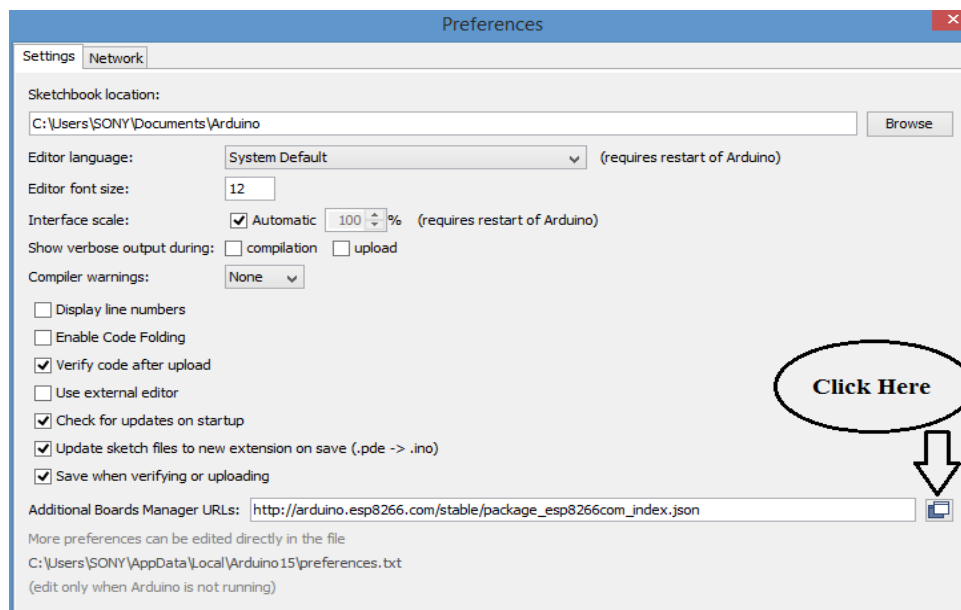 Preferences
Settings Network
Sketchbook location:
C:\Users\SONY\Documents\Arduino Browse
Editor language: System Default (requires restart of Arduino)
Editor font size: 12
Interface scale: Automatic 100 % (requires restart of Arduino)
Show verbose output during: compilation upload
Compiler warnings: None
Display line numbers
Enable Code Folding
Verify code after upload
Use external editor
Click Here
Check for updates on startup
Update sketch files to new extension on save (.pde -> .ino)
Save when verifying or uploading
Additional Boards Manager URLs: http://arduino.esp8266.com/stable/package_esp8266com_index.json
More preferences can be edited directly in the file
C:\Users\SONY\AppData\Local\Arduino15\preferences.txt
(edit only when Arduino is not running)